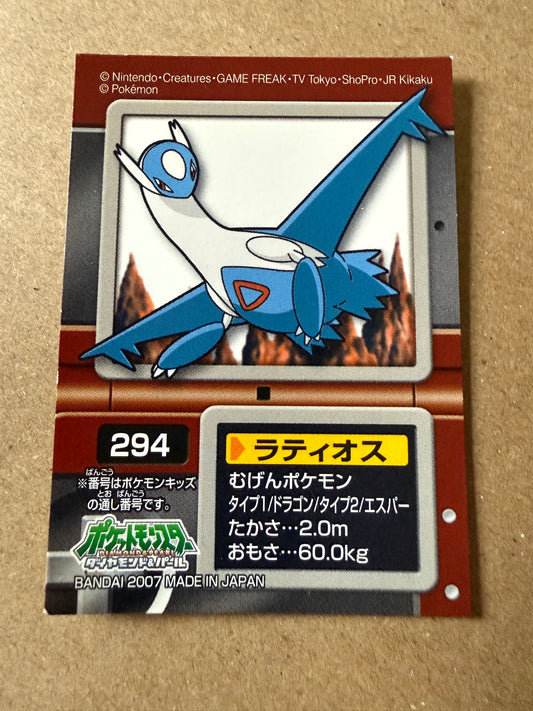 © Nintendo・Creatures・GAME FREAK・TV Tokyo・ShoPro・JR Kikaku
© Pokémon
294
ばんごう
※番号はポケモンキッズ
とお ばんごう
の通し番号です。
ポケットモンスター
DIAMOND&PEARL
ダイヤモンド&パール
BANDAI 2007 MADE IN JAPAN
ラティオス
むげんポケモン
タイプ1/ドラゴン/タイプ2/エスパー
たかさ…2.0m
おもさ…60.0kg